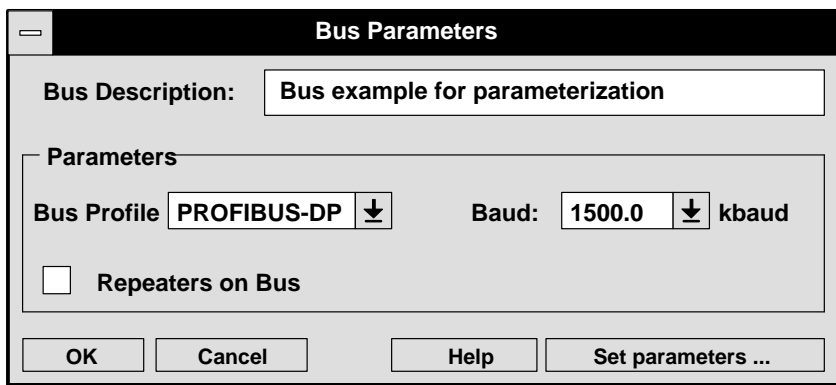 Bus Parameters
Bus Description: Bus example for parameterization
Parameters
Bus Profile PROFIBUS-DP Baud: 1500.0 kbaud
Repeaters on Bus
OK Cancel Help Set parameters ...